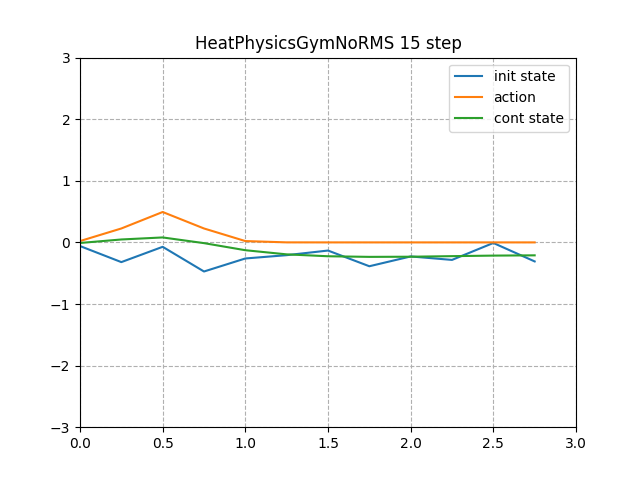 HeatPhysicsGymNoRMS 15 step
init state
action
cont state
3
2
1
0
−1
−2
−3
0.0 0.5 1.0 1.5 2.0 2.5 3.0